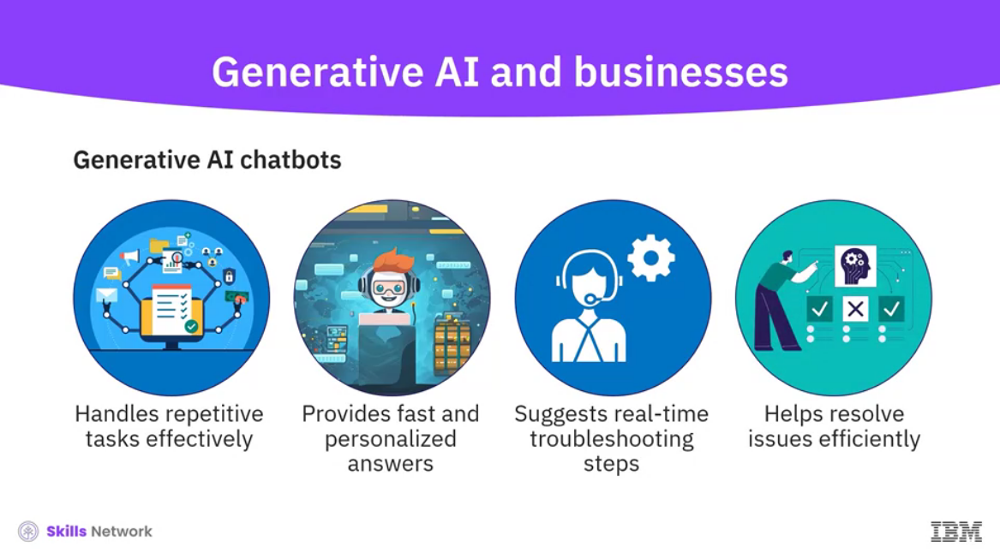 Generative AI and businesses
Generative AI chatbots
Handles repetitive
tasks effectively
Provides fast and
personalized
answers
Suggests real-time
troubleshooting
steps
Helps resolve
issues efficiently
Skills Network
IBM